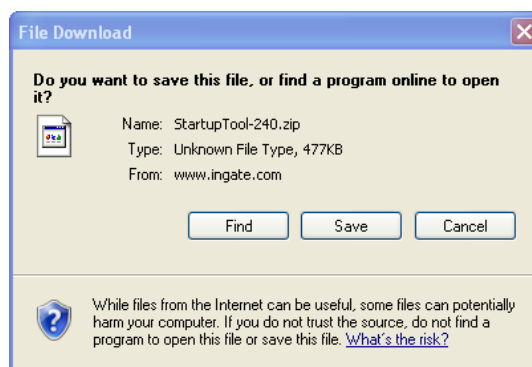 File Download
Do you want to save this file, or find a program online to open
it?
Name: StartupTool-240.zip
Type: Unknown File Type, 477KB
From: www.ingate.com
Find Save Cancel
While files from the Internet can be useful, some files can potentially
harm your computer. If you do not trust the source, do not find a
program to open this file or save this file. What's the risk?